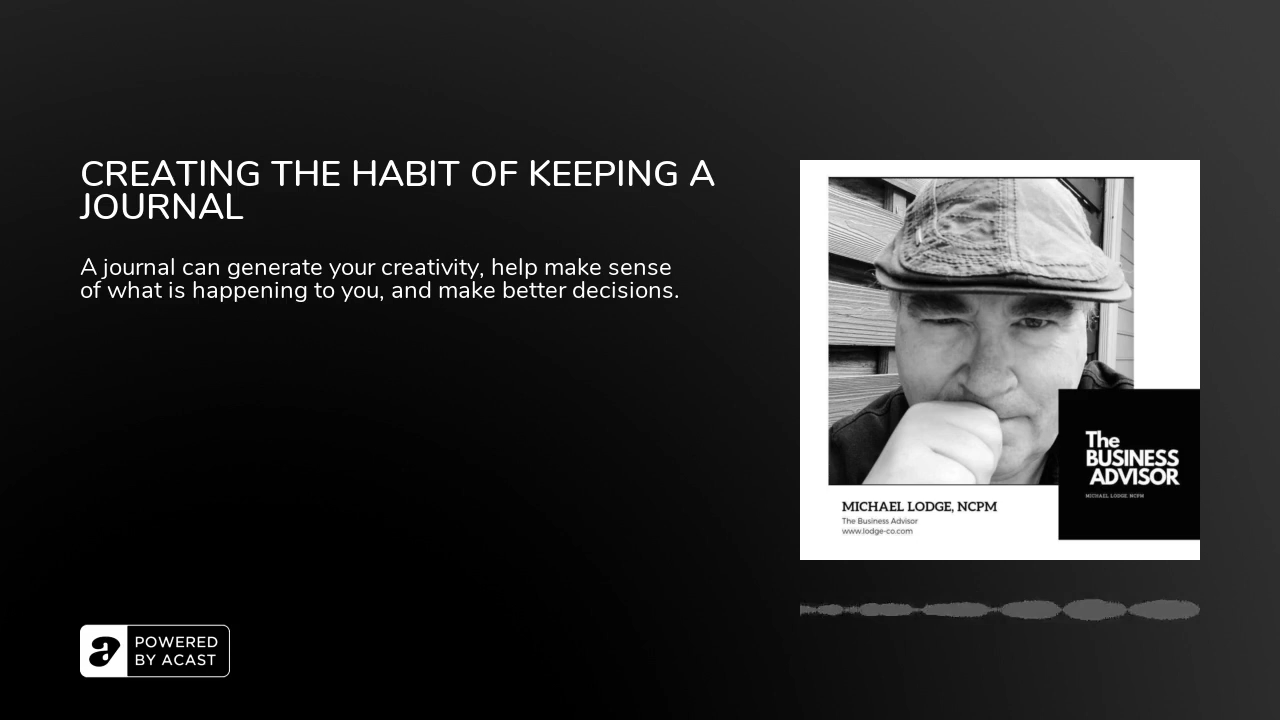 CREATING THE HABIT OF KEEPING A
JOURNAL
A journal can generate your creativity, help make sense
of what is happening to you, and make better decisions.
The
BUSINESS
ADVISOR
MICHAEL LODGE, NCPM
MICHAEL LODGE, NCPM
The Business Advisor
www.lodge-co.com
POWERED
BY ACAST